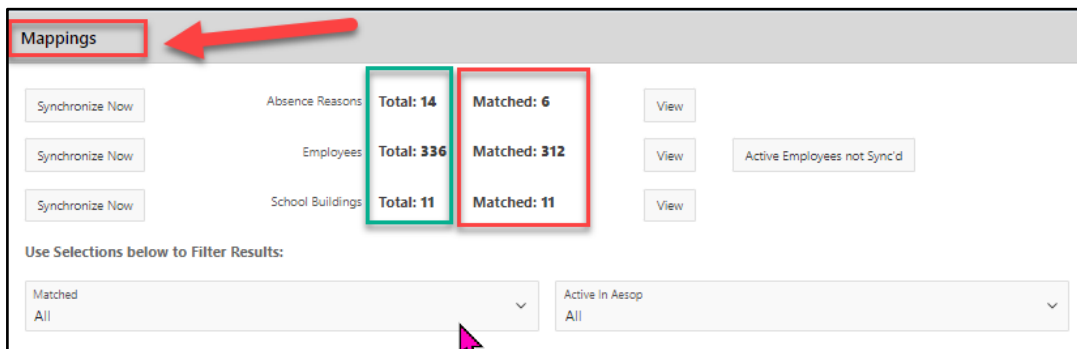 Mappings
Synchronize Now Absence Reasons Total: 14 Matched: 6 View
Synchronize Now Employees Total: 336 Matched: 312 View Active Employees not Sync'd
Synchronize Now School Buildings Total: 11 Matched: 11 View
Use Selections below to Filter Results:
Matched Active In Aesop
All All